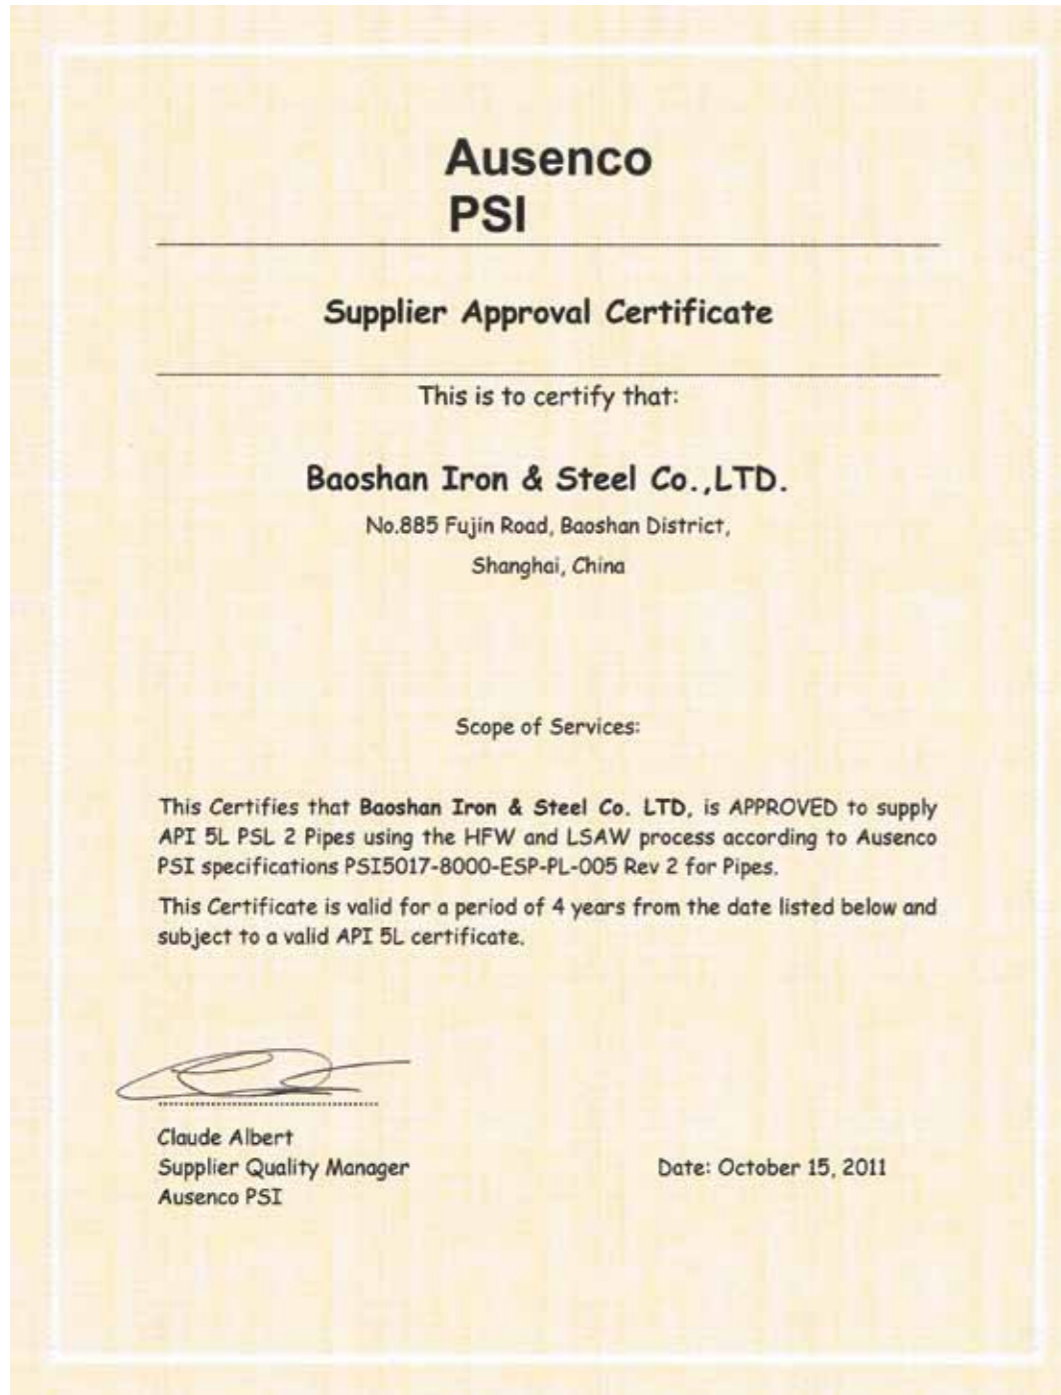 Ausenco
PSI
Supplier Approval Certificate
This is to certify that:
Baoshan Iron & Steel Co.,LTD.
No.885 Fujin Road, Baoshan District,
Shanghai, China
Scope of Services:
This Certifies that Baoshan Iron & Steel Co. LTD, is APPROVED to supply
API 5L PSL 2 Pipes using the HFW and LSAW process according to Ausenco
PSI specifications PSI5017-8000-ESP-PL-005 Rev 2 for Pipes.
This Certificate is valid for a period of 4 years from the date listed below and
subject to a valid API 5L certificate.
Claude Albert
Supplier Quality Manager
Date: October 15, 2011
Ausenco PSI